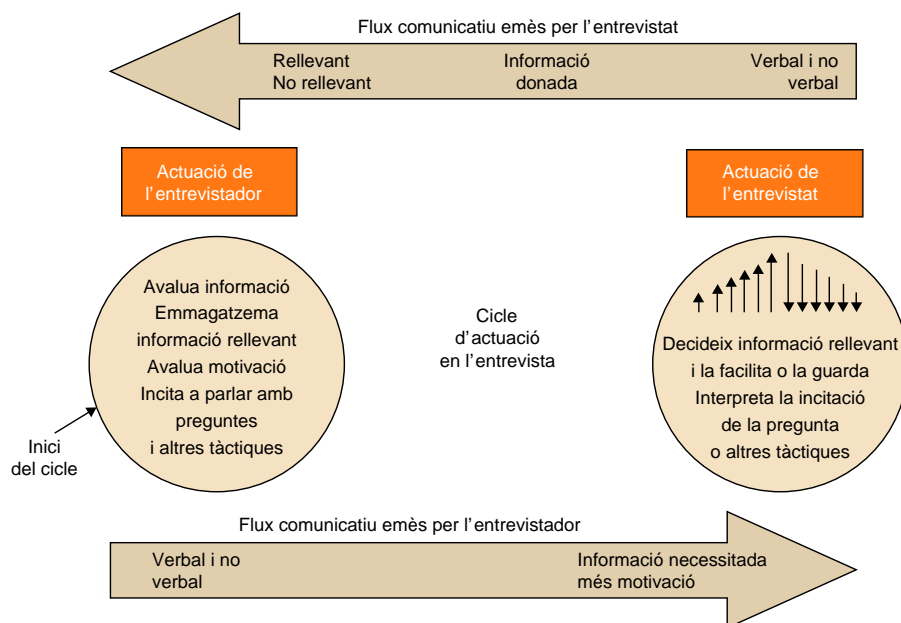 Flux comunicatiu emès per l'entrevistat
Rellevant
No rellevant
Informació
donada
Verbal i no
verbal
Actuació de
l'entrevistador
Actuació de
l'entrevistat
Avalua informació
Emmagatzema
informació rellevant
Avalua motivació
Incita a parlar amb
preguntes
i altres tàctiques
Inici
del cicle
Cicle
d'actuació
en l'entrevista
Decideix informació rellevant
i la facilita o la guarda
Interpreta la incitació
de la pregunta
o altres tàctiques
Flux comunicatiu emès per l'entrevistador
Verbal i no
verbal
Informació necessitada
més motivació